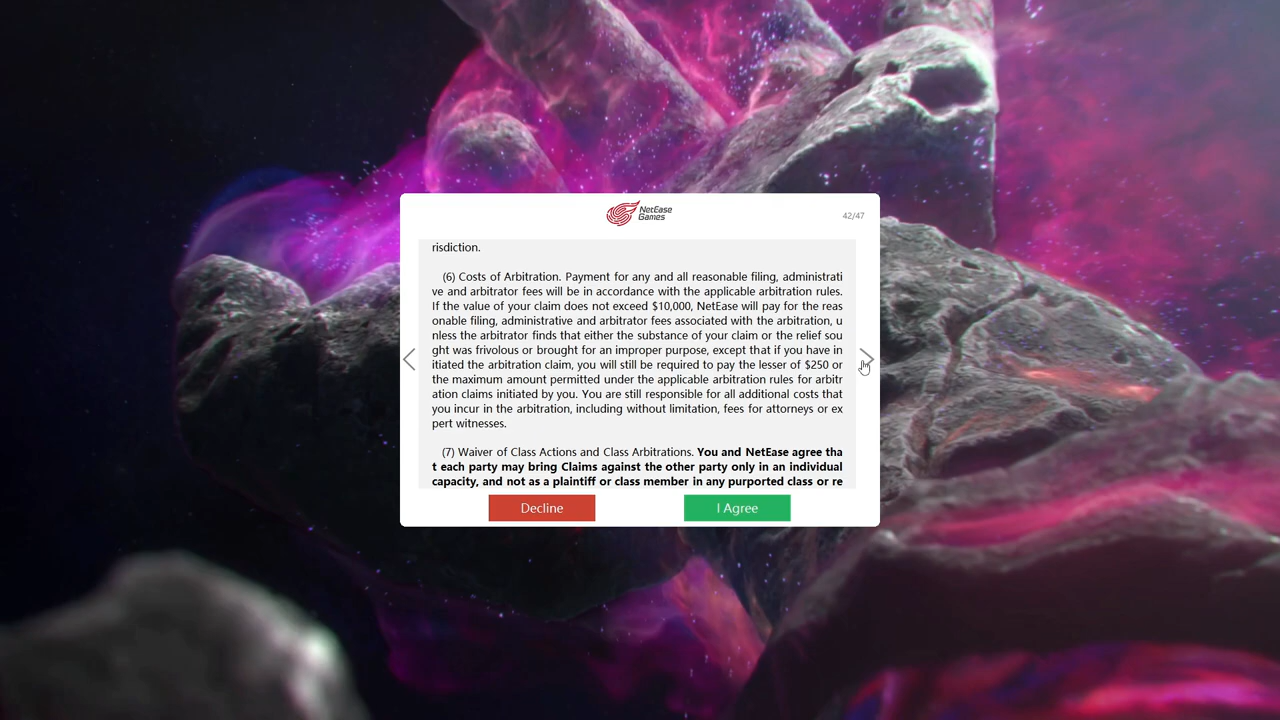 NetEase
Games
42/47
risdiction.
(6) Costs of Arbitration. Payment for any and all reasonable filing, administrati
ve and arbitrator fees will be in accordance with the applicable arbitration rules.
If the value of your claim does not exceed $10,000, NetEase will pay for the reas
onable filing, administrative and arbitrator fees associated with the arbitration, u
nless the arbitrator finds that either the substance of your claim or the relief sou
ght was frivolous or brought for an improper purpose, except that if you have in
itiated the arbitration claim, you will still be required to pay the lesser of $250 or
the maximum amount permitted under the applicable arbitration rules for arbitr
ation claims initiated by you. You are still responsible for all additional costs that
you incur in the arbitration, including without limitation, fees for attorneys or ex
pert witnesses.
(7) Waiver of Class Actions and Class Arbitrations. You and NetEase agree tha
t each party may bring Claims against the other party only in an individual
capacity, and not as a plaintiff or class member in any purported class or re
Decline
I Agree